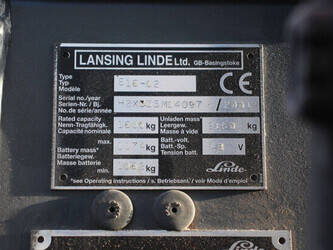 LANSING LINDE Ltd. GB-Basingstoke
Type
Typ
Modèle
E16-02
CE
Serial no./year
Serien-Nr. / Bj.
No de série/année
Rated capacity
Nenn-Tragfähigk.
Capacité nominale
kg
Unladen mass*
Leergew.
Masse à vide
kg
max.
Battery mass*
Batteriegew.
Masse batterie
min.
kg
kg
Batt.-volt.
Batt.-Sp.
Tension batt.
V
Linde
*see Operating instructions / s. Betriebsanl. / voir Mode d'emploi